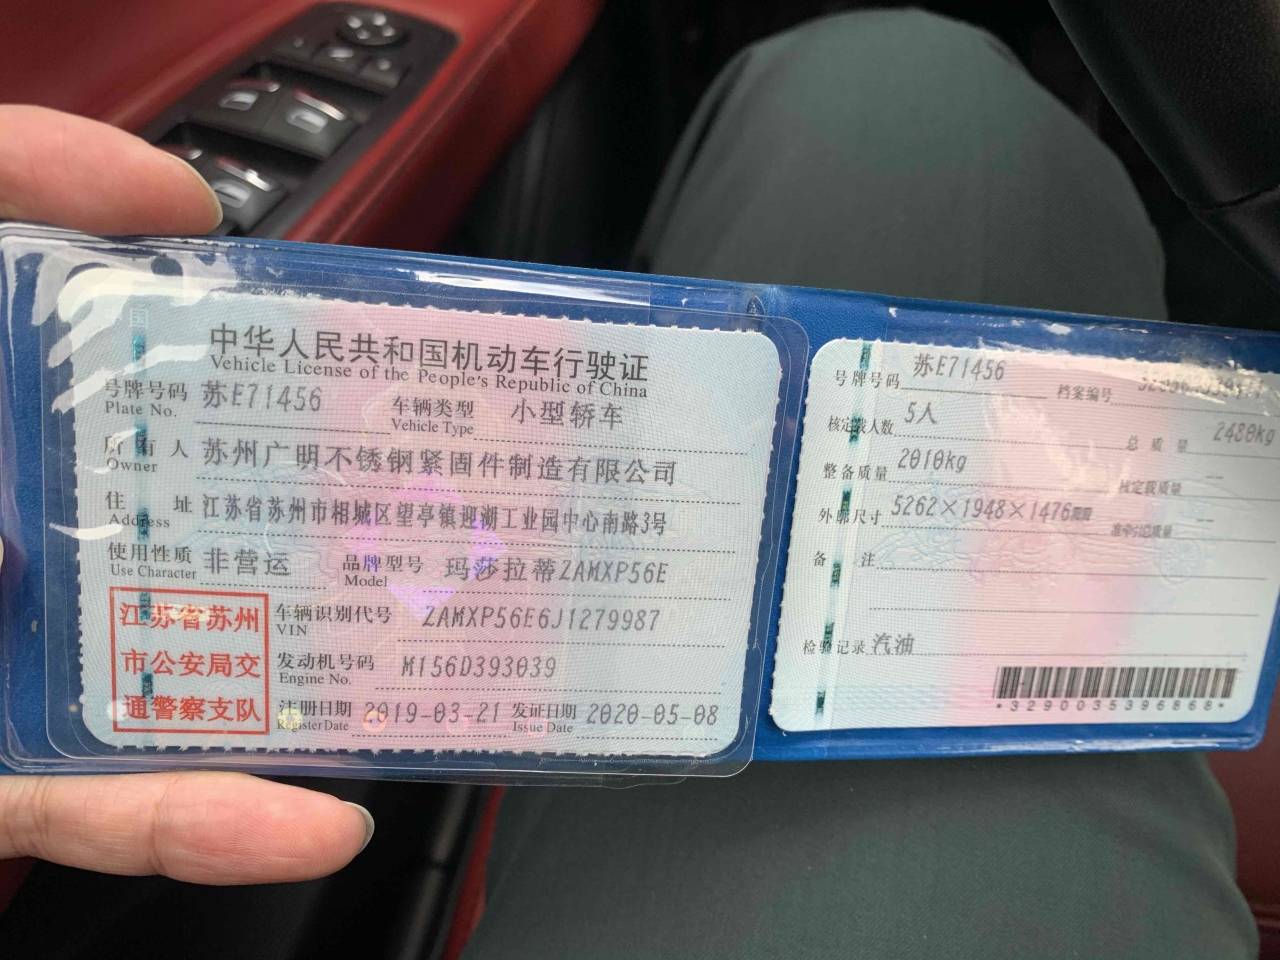 中华人民共和国机动车行驶证
Vehicle License of the People's Republic of China
号牌号码 苏E71456 车辆类型 小型轿车
Plate No. Vehicle Type
所有人 苏州广明不锈钢紧固件制造有限公司
Owner
住址 江苏省苏州市相城区望亭镇迎湖工业园中心南路3号
Address
使用性质 非营运 品牌型号 玛莎拉蒂ZAMXP56E
Use Character Model
江苏省苏州
市公安局交
通警察支队
车辆识别代号 ZAMXP56E6J1279987
VIN
发动机号码 M156D393039
Engine No.
注册日期 2019-03-21 发证日期 2020-05-08
Register Date Issue Date
号牌号码 苏E71456 档案编号
核定载人数 5人 总质量 2480kg
整备质量 2010kg 核定载质量 --
外廓尺寸 5262×1948×1476mm 准牵引总质量 --
备注
检验记录 汽油
*3290035396868*